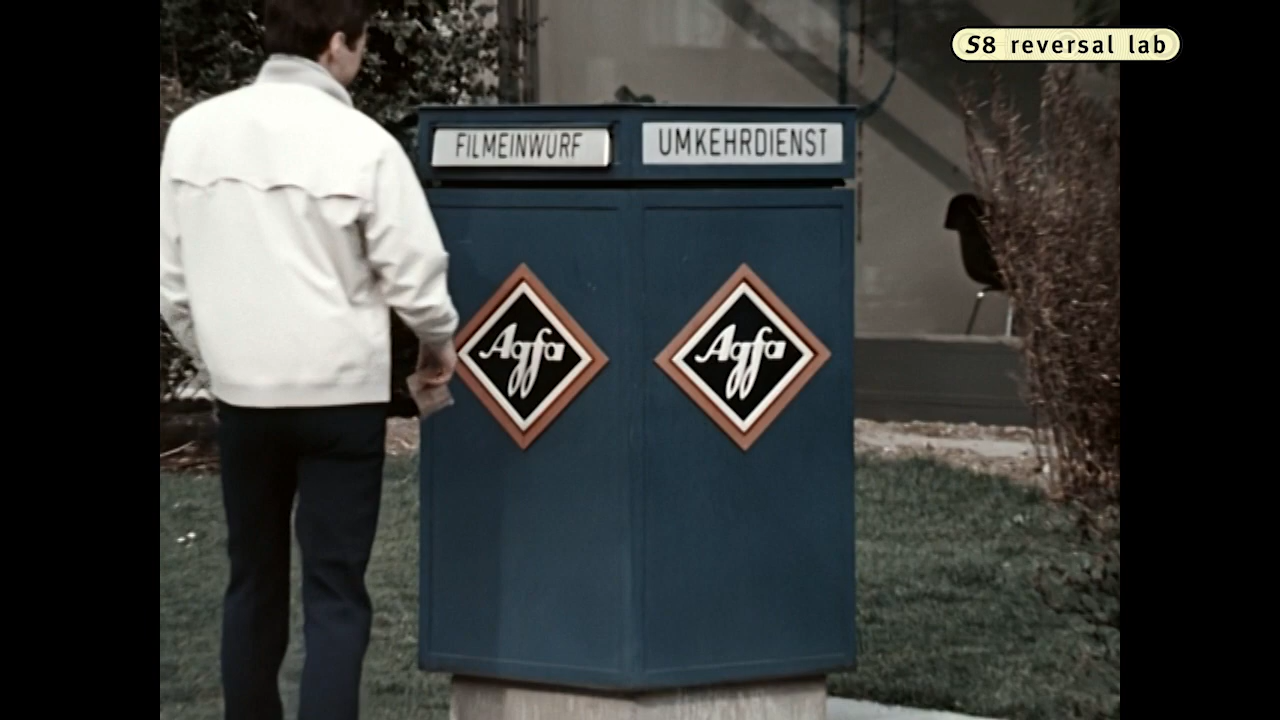 S8 reversal lab
FILMEINWURF
UMKEHRDIENST
Agfa
Agfa